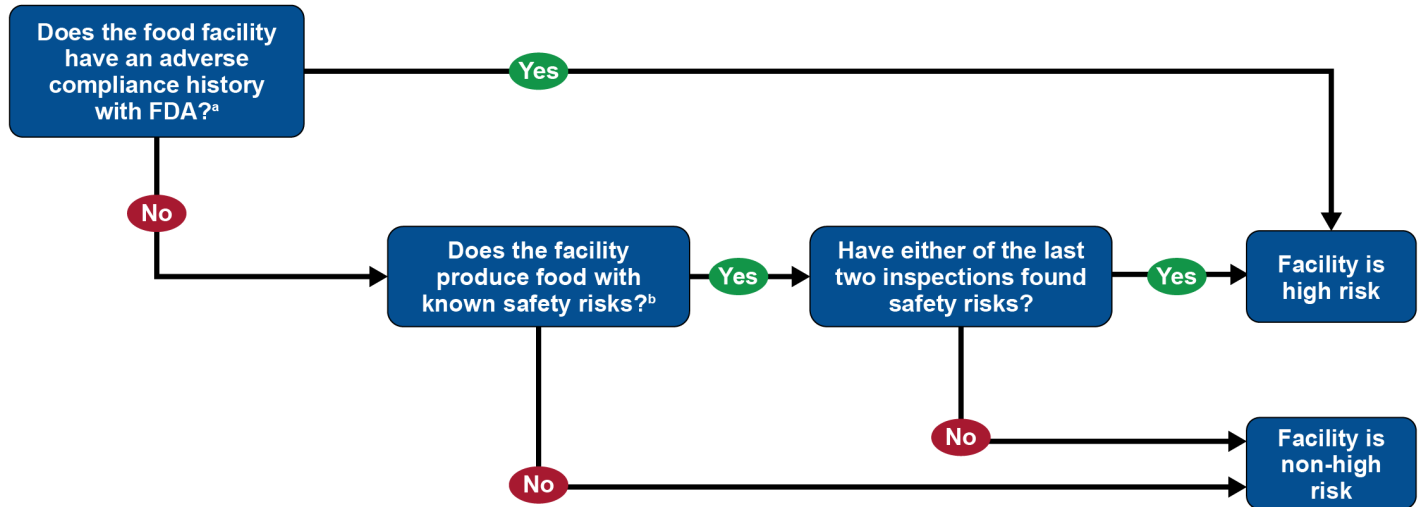 Does the food facility
have an adverse
compliance history
with FDA?ᵃ
Yes
No
Does the facility
produce food with
known safety risks?ᵇ
Yes
Have either of the last
two inspections found
safety risks?
Yes
Facility is
high risk
No
No
Facility is
non-high
risk